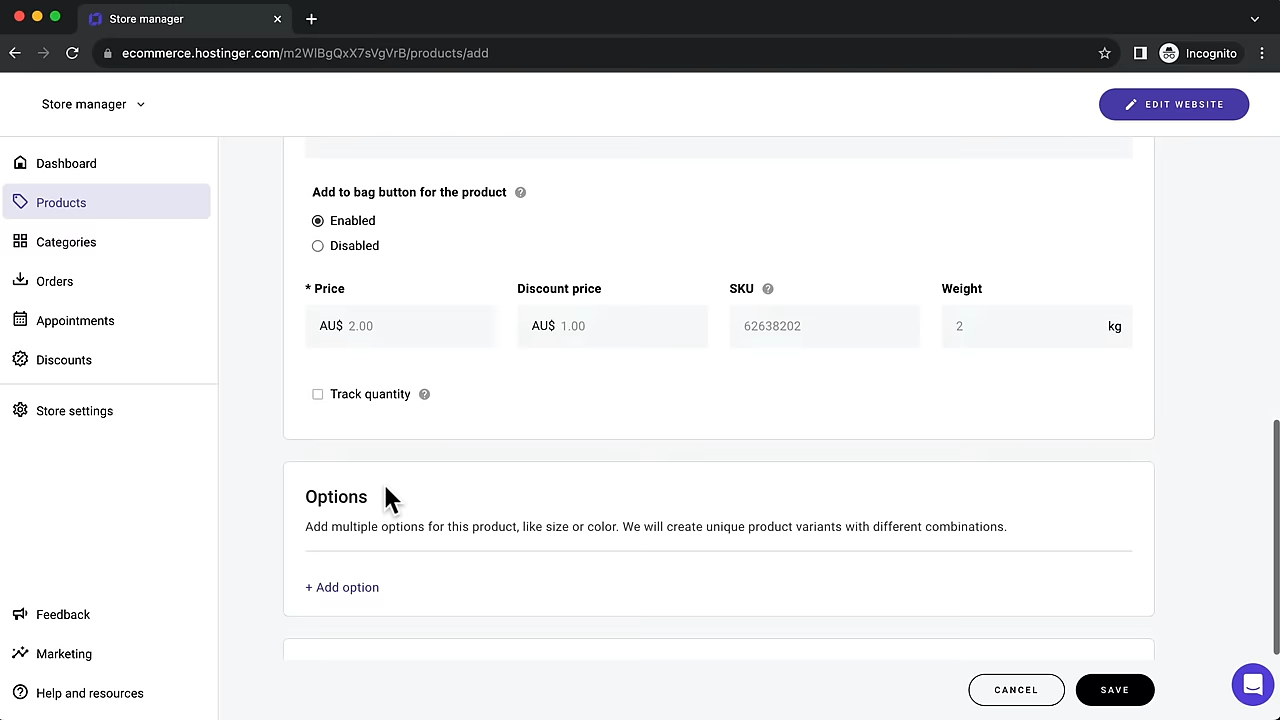 Store manager
ecommerce.hostinger.com/m2WIBgQxX7sVgVrB/products/add
Incognito
Store manager
EDIT WEBSITE
Dashboard
Products
Categories
Orders
Appointments
Discounts
Store settings
Feedback
Marketing
Help and resources
Add to bag button for the product
Enabled
Disabled
* Price
Discount price
SKU
Weight
AU$ 2.00
AU$ 1.00
62638202
2 kg
Track quantity
Options
Add multiple options for this product, like size or color. We will create unique product variants with different combinations.
+ Add option
CANCEL
SAVE